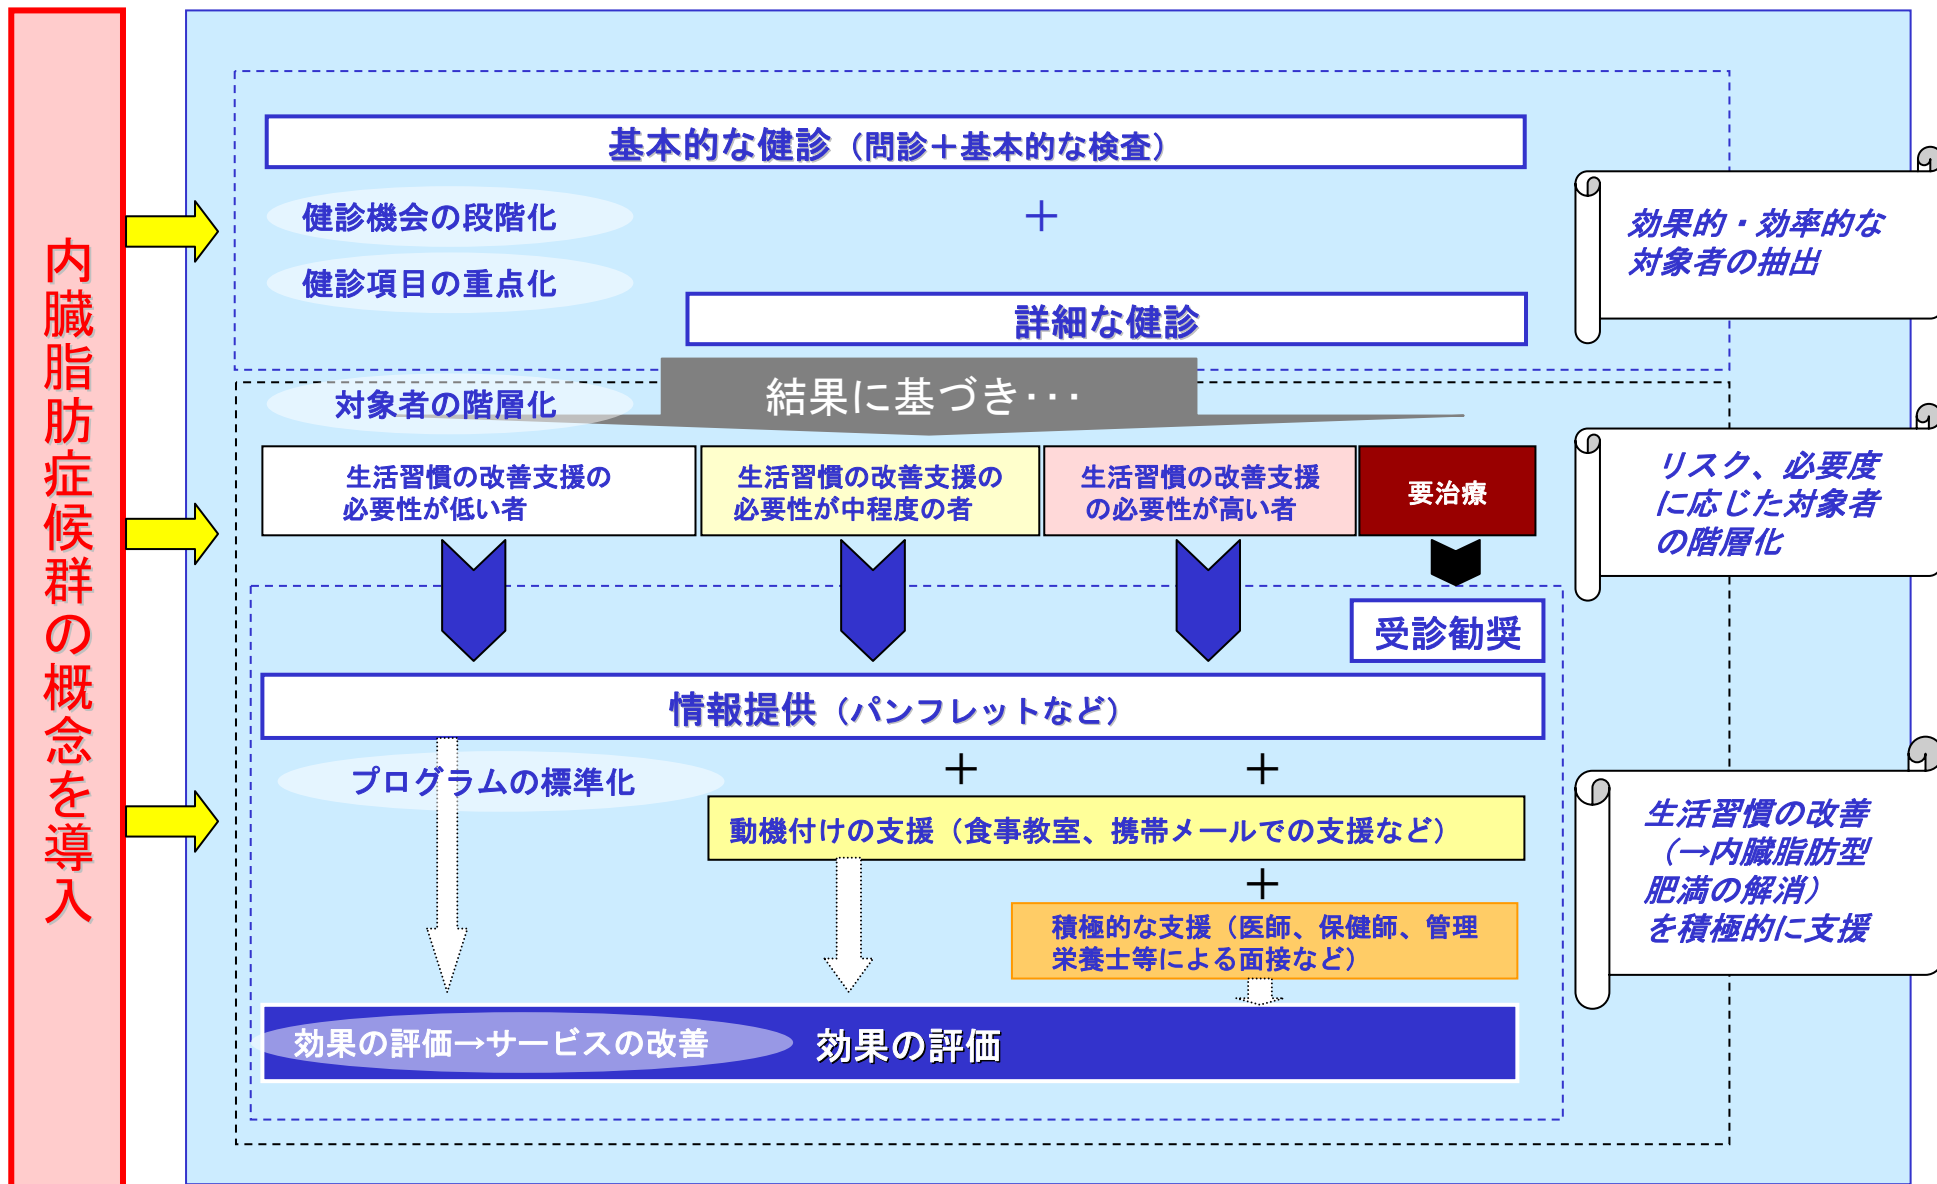 内臓脂肪症候群の概念を導入
基本的な健診（問診＋基本的な検査）
健診機会の段階化
＋
健診項目の重点化
詳細な健診
効果的・効率的な
対象者の抽出
結果に基づき･･･
対象者の階層化
生活習慣の改善支援の
必要性が低い者
生活習慣の改善支援の
必要性が中程度の者
生活習慣の改善支援
の必要性が高い者
要治療
リスク、必要度
に応じた対象者
の階層化
受診勧奨
情報提供（パンフレットなど）
＋
＋
プログラムの標準化
動機付けの支援（食事教室、携帯メールでの支援など）
＋
積極的な支援（医師、保健師、管理
栄養士等による面接など）
生活習慣の改善
（→内臓脂肪型
肥満の解消）
を積極的に支援
効果の評価→サービスの改善
効果の評価